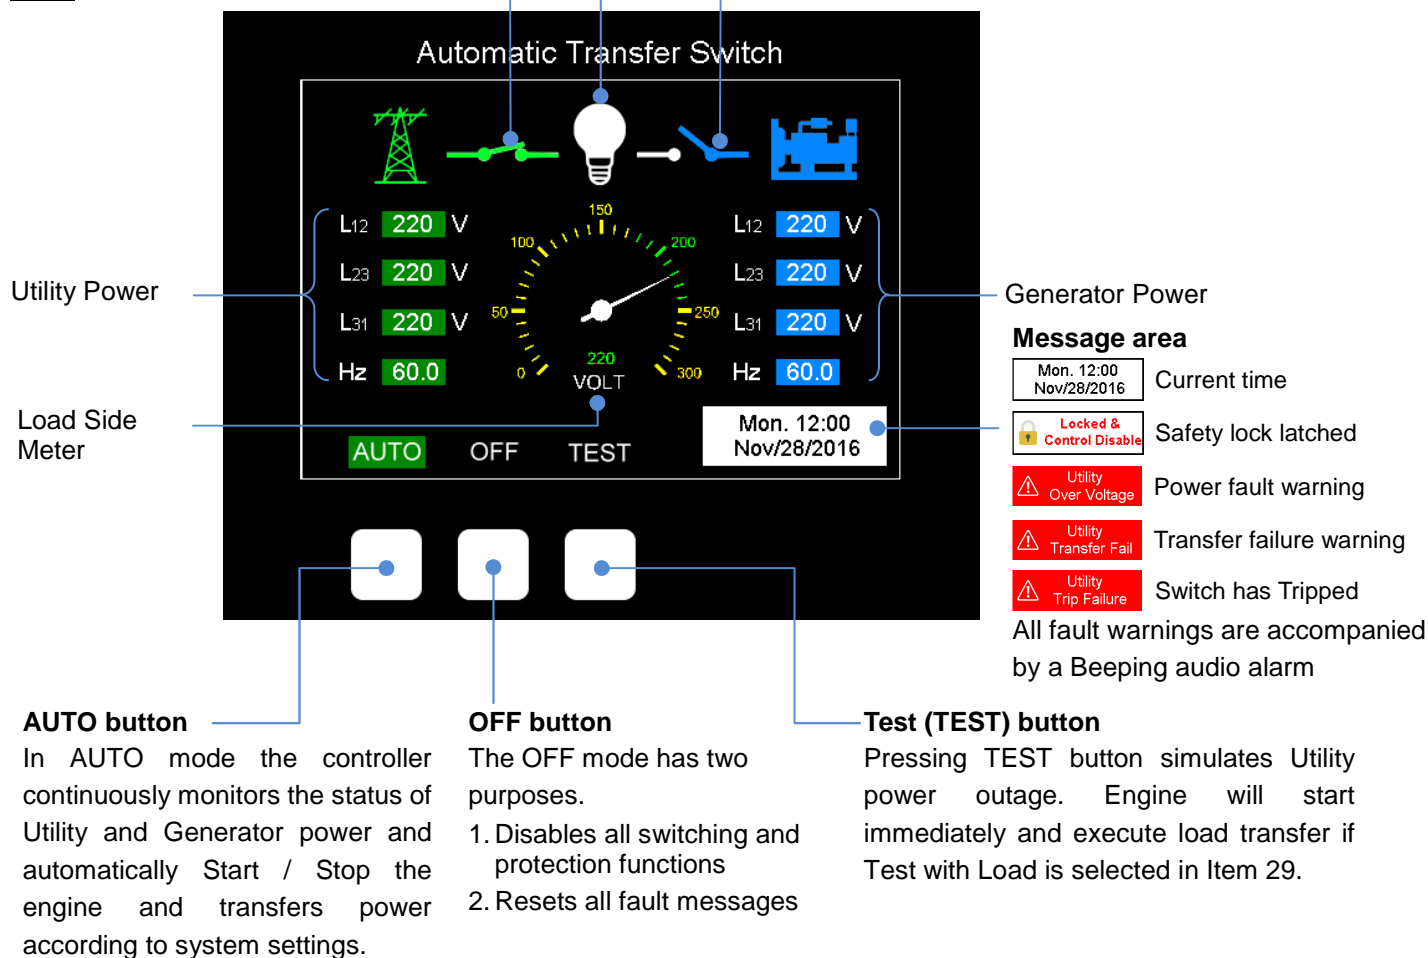 Automatic Transfer Switch
L12 220 V
L23 220 V
L31 220 V
Hz 60.0
0
50
100
150
200
250
300
220
VOLT
L12 220 V
L23 220 V
L31 220 V
Hz 60.0
AUTO OFF TEST
Mon. 12:00
Nov/28/2016
Utility Power
Load Side
Meter
Generator Power
Message area
Mon. 12:00
Nov/28/2016
Current time
Locked &
Control Disable
Safety lock latched
Utility
Over Voltage
Power fault warning
Utility
Transfer Fail
Transfer failure warning
Utility
Trip Failure
Switch has Tripped
All fault warnings are accompanied
by a Beeping audio alarm
AUTO button
In AUTO mode the controller
continuously monitors the status of
Utility and Generator power and
automatically Start / Stop the
engine and transfers power
according to system settings.
OFF button
The OFF mode has two
purposes.
1. Disables all switching and
protection functions
2. Resets all fault messages
Test (TEST) button
Pressing TEST button simulates Utility
power outage. Engine will start
immediately and execute load transfer if
Test with Load is selected in Item 29.